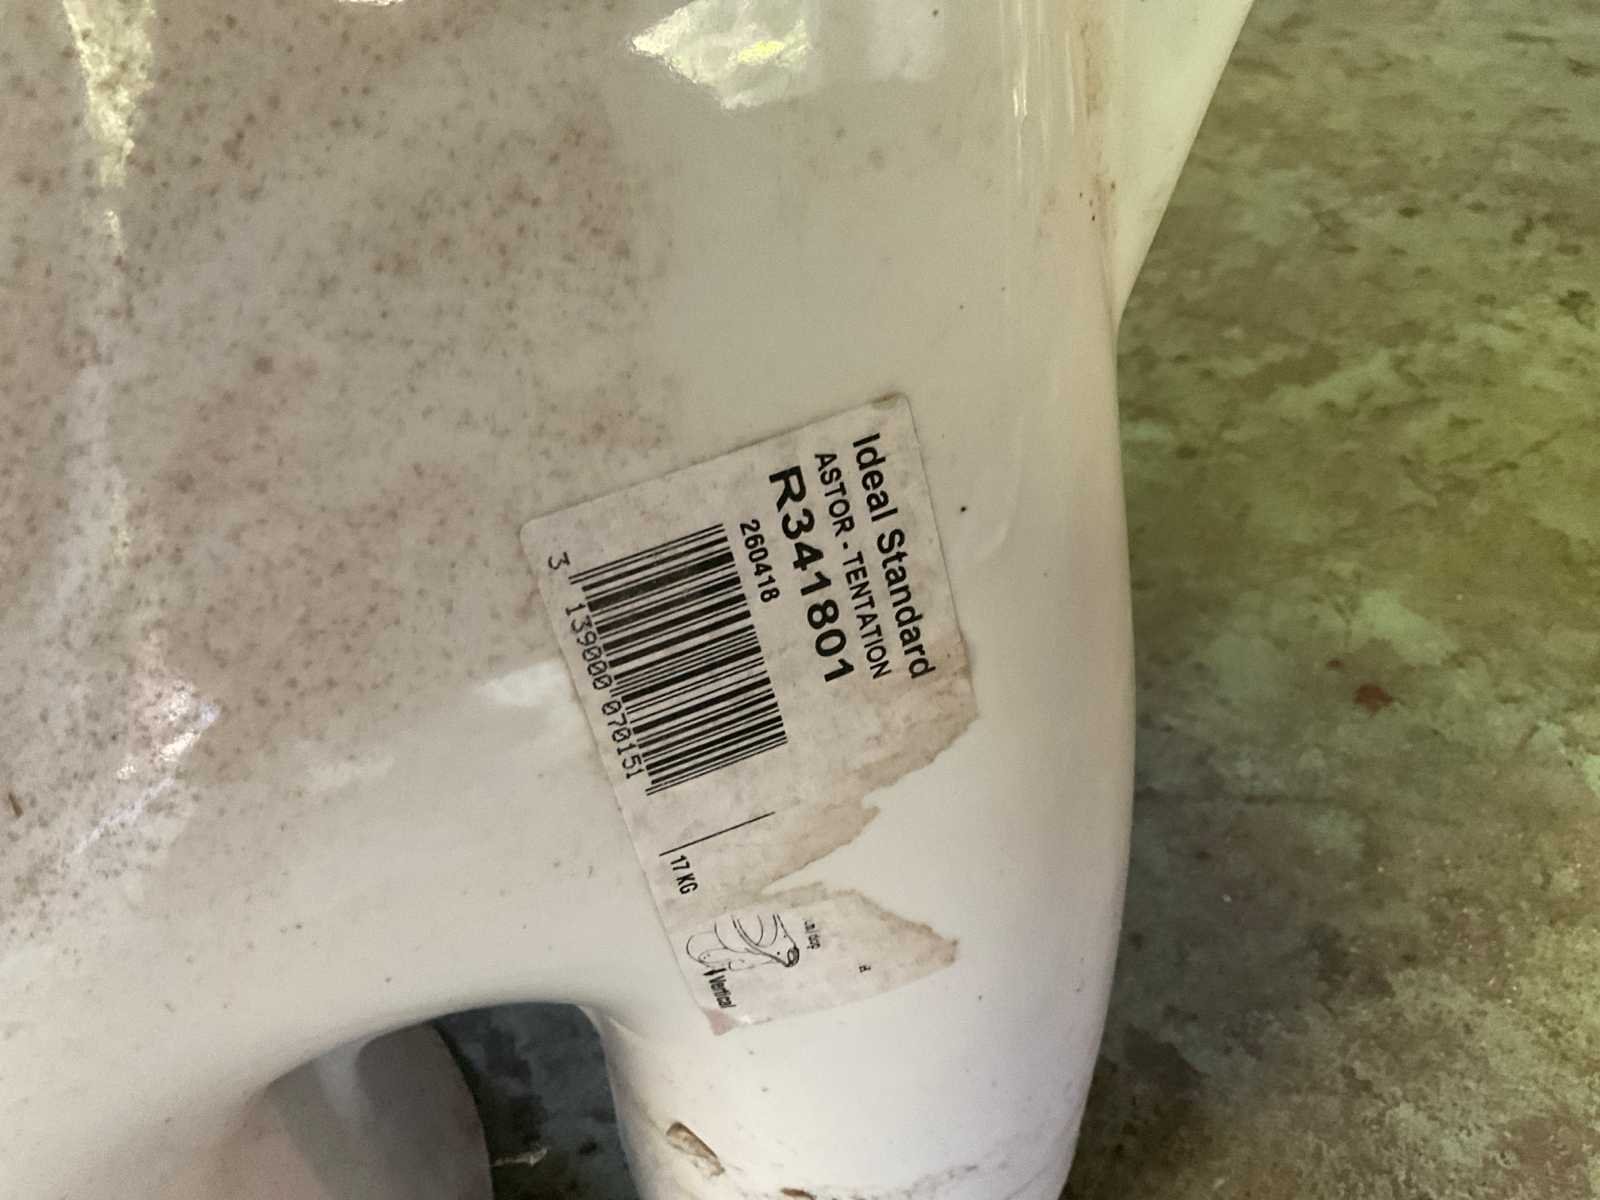 Ideal Standard
ASTOR - TENTATION
R341801
260418
3 139000 070151
17 KG
Vertical